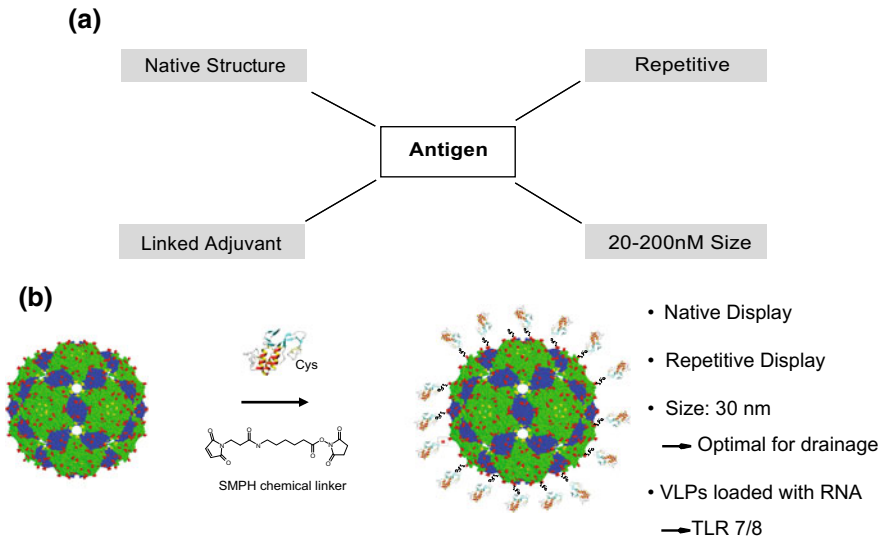 (a)
Native Structure
Repetitive
Antigen
Linked Adjuvant
20-200nM Size
(b)
Cys
N
O
O
O
N
O
O
O
N
O
O
SMPH chemical linker
• Native Display
• Repetitive Display
• Size: 30 nm
→ Optimal for drainage
• VLPs loaded with RNA
→ TLR 7/8